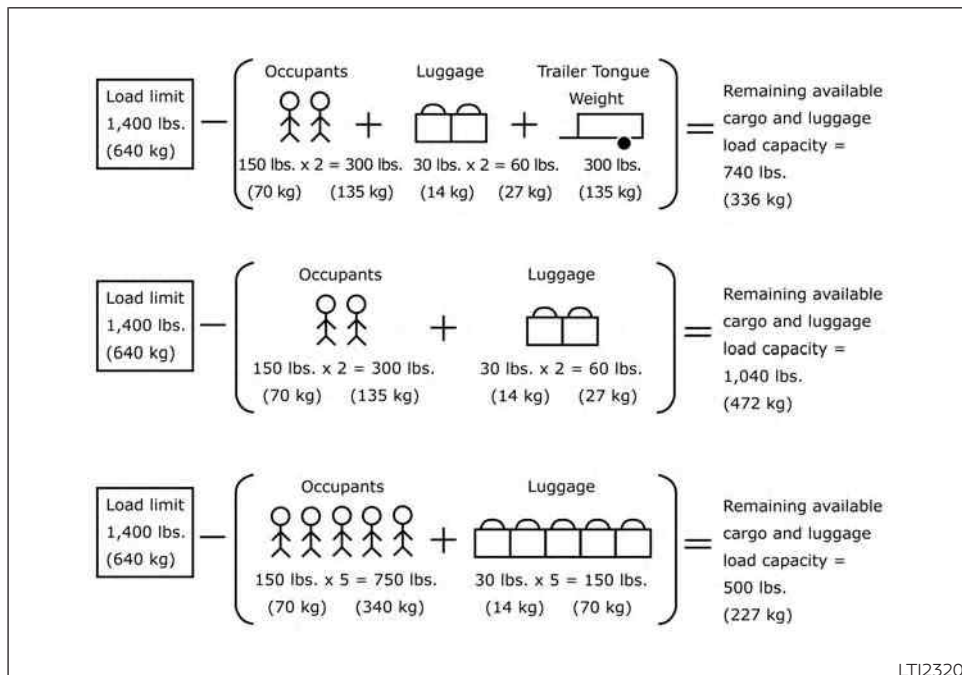 Occupants Luggage Trailer Tongue
Weight
Load limit
1,400 lbs.
(640 kg)
150 lbs. x 2 = 300 lbs. 30 lbs. x 2 = 60 lbs. 300 lbs.
(70 kg) (135 kg) (14 kg) (27 kg) (135 kg)
Remaining available
cargo and luggage
load capacity =
740 lbs.
(336 kg)
Occupants Luggage
Load limit
1,400 lbs.
(640 kg)
150 lbs. x 2 = 300 lbs. 30 lbs. x 2 = 60 lbs.
(70 kg) (135 kg) (14 kg) (27 kg)
Remaining available
cargo and luggage
load capacity =
1,040 lbs.
(472 kg)
Occupants Luggage
Load limit
1,400 lbs.
(640 kg)
150 lbs. x 5 = 750 lbs. 30 lbs. x 5 = 150 lbs.
(70 kg) (340 kg) (14 kg) (70 kg)
Remaining available
cargo and luggage
load capacity =
500 lbs.
(227 kg)
LTI2320